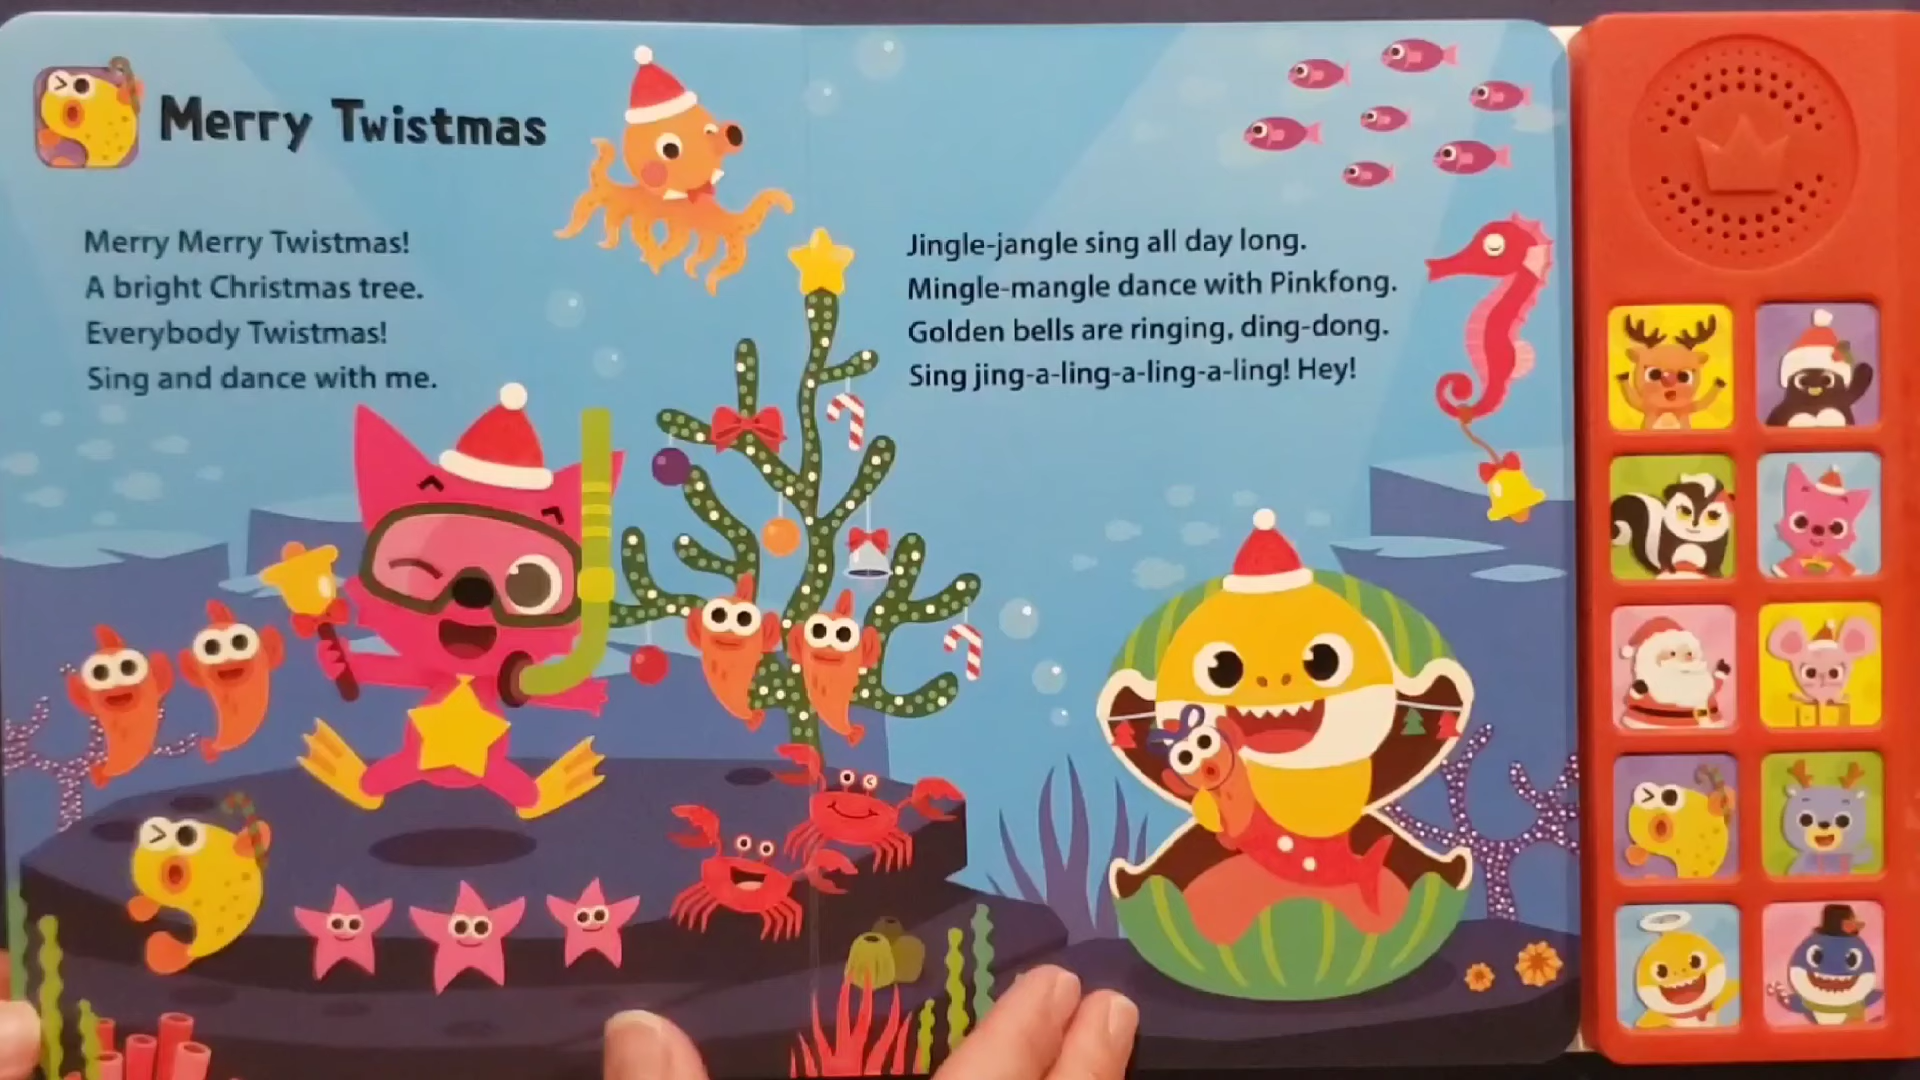 Merry Twistmas
Merry Merry Twistmas!
A bright Christmas tree.
Everybody Twistmas!
Sing and dance with me.
Jingle-jangle sing all day long.
Mingle-mangle dance with Pinkfong.
Golden bells are ringing, ding-dong.
Sing jing-a-ling-a-ling-a-ling! Hey!